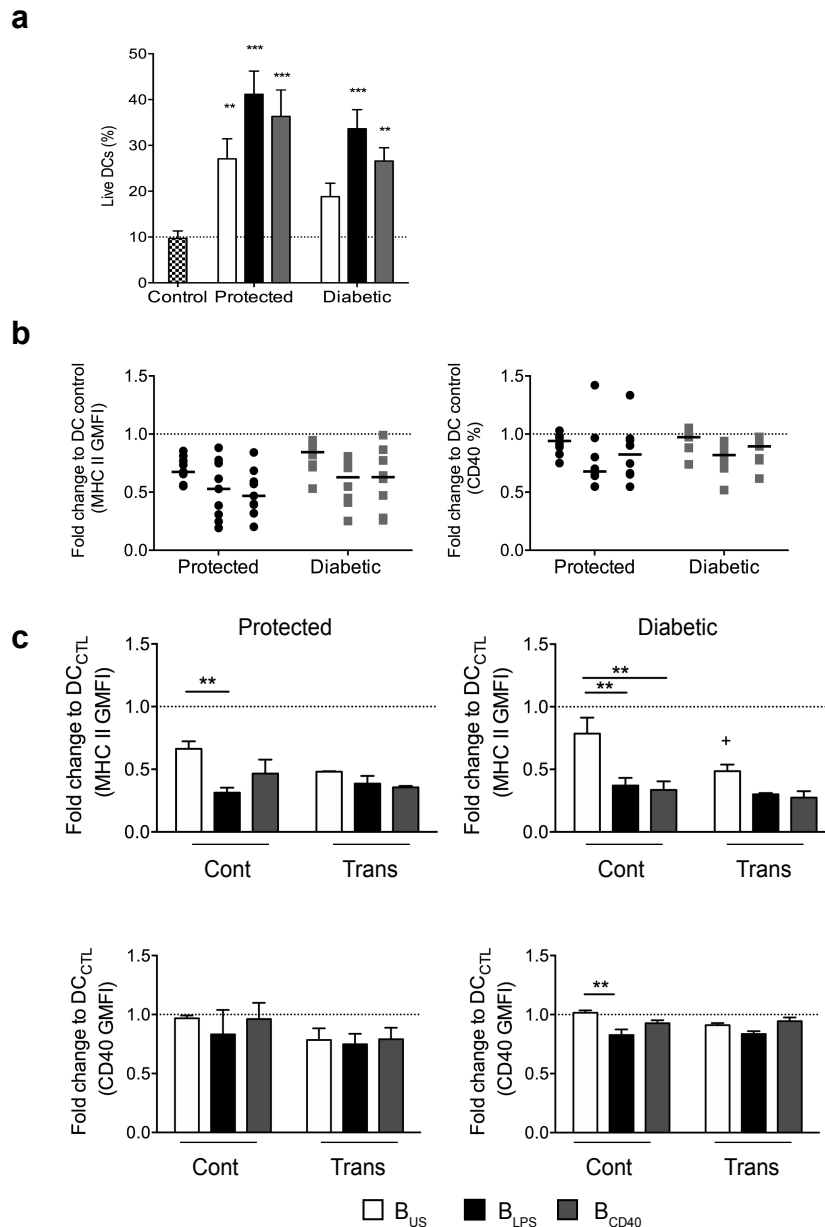 a
Live DCs (%)
50
40
30
20
10
0
**
***
***
***
**
Control
Protected
Diabetic
b
Fold change to DC control
(MHC II GMFI)
1.5
1.0
0.5
0.0
Protected
Diabetic
Fold change to DC control
(CD40 %)
1.5
1.0
0.5
0.0
Protected
Diabetic
c
Protected
Fold change to DC_CTL
(MHC II GMFI)
1.5
1.0
0.5
0.0
**
Cont
Trans
Diabetic
Fold change to DC_CTL
(MHC II GMFI)
1.5
1.0
0.5
0.0
**
**
+
Cont
Trans
Fold change to DC_CTL
(CD40 GMFI)
1.5
1.0
0.5
0.0
Cont
Trans
Fold change to DC_CTL
(CD40 GMFI)
1.5
1.0
0.5
0.0
**
Cont
Trans
B_US
B_LPS
B_CD40